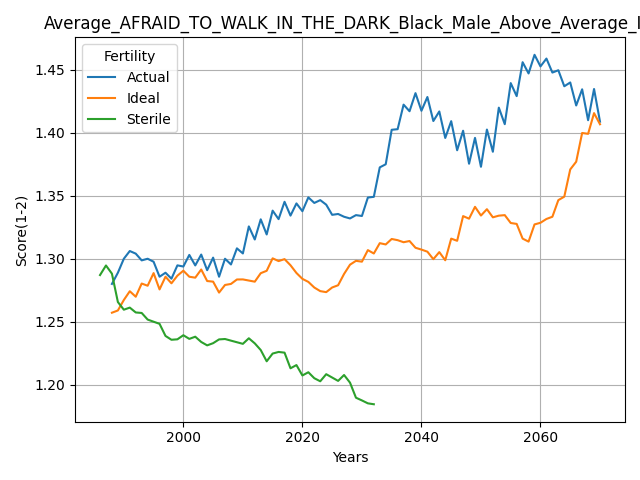 Average_AFRAID_TO_WALK_IN_THE_DARK_Black_Male_Above_Average_I
Fertility
Actual
Ideal
Sterile
Score(1-2)
1.45
1.40
1.35
1.30
1.25
1.20
2000 2020 2040 2060
Years